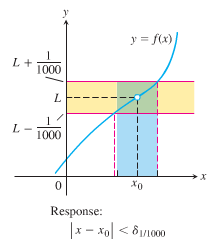 y
y = f(x)
L + 1/1000
L
L − 1/1000
0
x₀
x
Response:
|x − x₀| < δ₁/₁₀₀₀